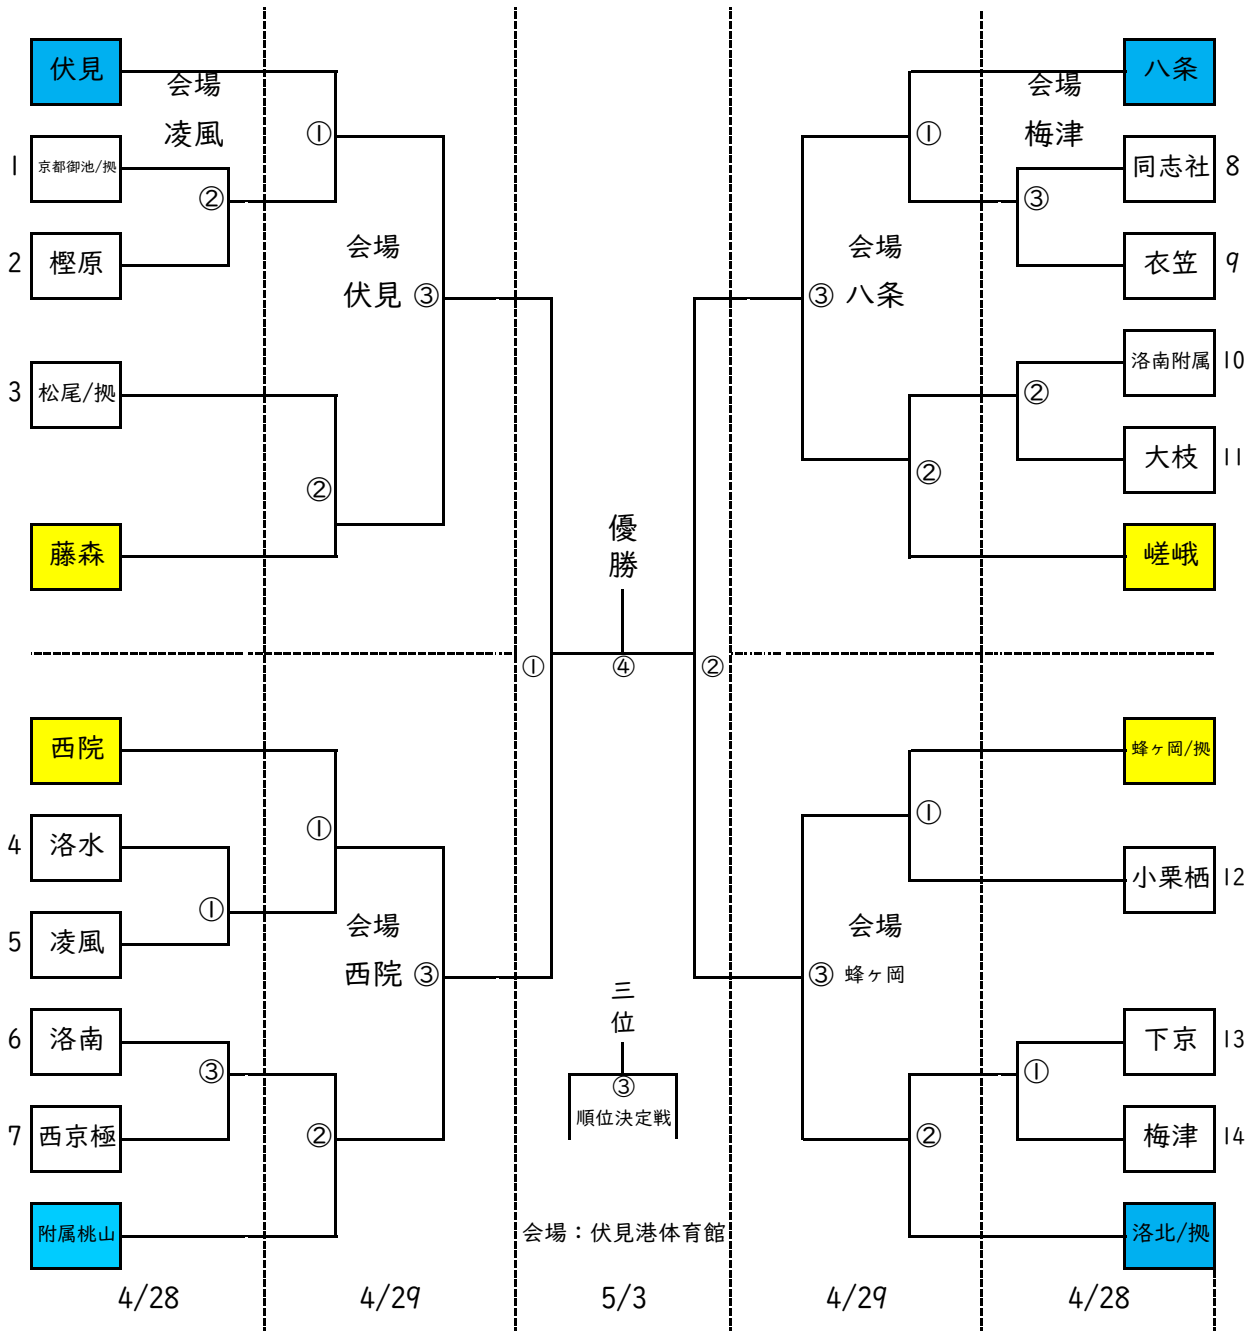 伏見
会場
凌風
①
1 京都御池/拠
②
2 樫原
会場
伏見 ③
3 松尾/拠
②
藤森
八条
会場
梅津
①
同志社 8
③
衣笠 9
会場
③ 八条
洛南附属 10
②
大枝 11
②
嵯峨
優
勝
① ④ ②
西院
①
4 洛水
①
5 凌風
会場
西院 ③
6 洛南
③
7 西京極
②
附属桃山
三
位
③
順位決定戦
会場：伏見港体育館
蜂ヶ岡/拠
①
小栗栖 12
会場
③ 蜂ヶ岡
下京 13
①
梅津 14
②
洛北/拠
4/28 4/29 5/3 4/29 4/28